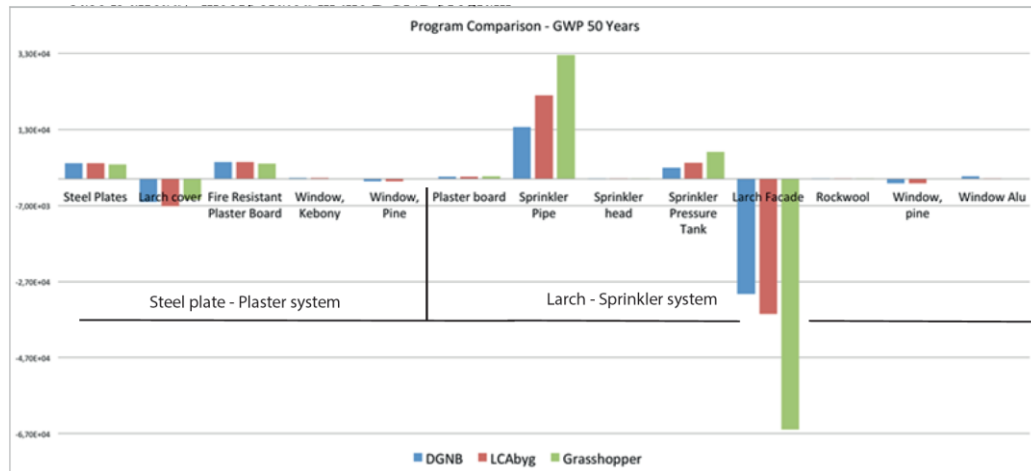 Program Comparison - GWP 50 Years
3,30E+04
1,30E+04
-7,00E+03
-2,70E+04
-4,70E+04
-6,70E+04
Steel Plates
Larch cover
Fire Resistant
Plaster Board
Window,
Kebony
Window,
Pine
Plaster board
Sprinkler
Pipe
Sprinkler
head
Sprinkler
Pressure
Tank
Larch Facade
Rockwool
Window,
pine
Window Alu
Steel plate - Plaster system
Larch - Sprinkler system
DGNB
LCAbyg
Grasshopper